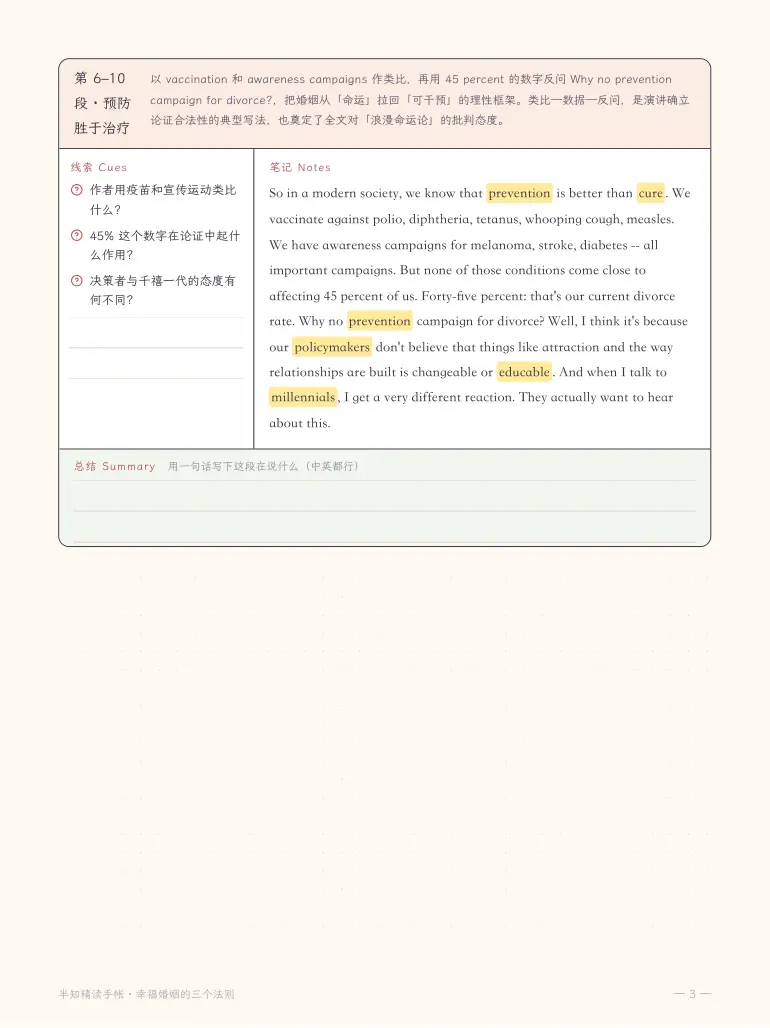 第 6–10
段·预防
胜于治疗
以 vaccination 和 awareness campaigns 作类比，再用 45 percent 的数字反问 Why no prevention
campaign for divorce?，把婚姻从「命运」拉回「可干预」的理性框架。类比—数据—反问，是演讲确立
论证合法性的典型写法，也奠定了全文对「浪漫命运论」的批判态度。
线索 Cues
作者用疫苗和宣传运动类比
什么？
45% 这个数字在论证中起什
么作用？
决策者与千禧一代的态度有
何不同？
笔记 Notes
So in a modern society, we know that prevention is better than cure. We
vaccinate against polio, diphtheria, tetanus, whooping cough, measles.
We have awareness campaigns for melanoma, stroke, diabetes -- all
important campaigns. But none of those conditions come close to
affecting 45 percent of us. Forty-five percent: that's our current divorce
rate. Why no prevention campaign for divorce? Well, I think it's because
our policymakers don't believe that things like attraction and the way
relationships are built is changeable or educable. And when I talk to
millennials, I get a very different reaction. They actually want to hear
about this.
总结 Summary 用一句话写下这段在说什么（中英都行）
半知精读手帐·幸福婚姻的三个法则
— 3 —